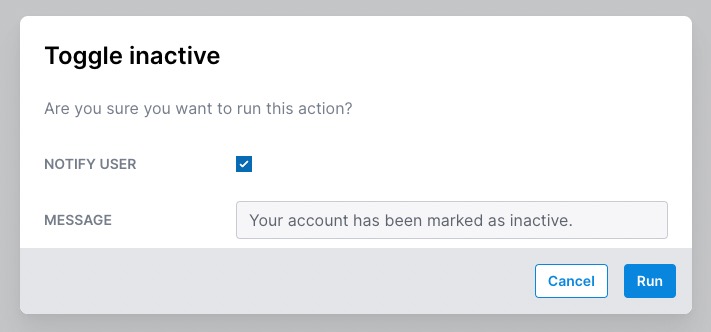 Toggle inactive
Are you sure you want to run this action?
NOTIFY USER
MESSAGE
Your account has been marked as inactive.
Cancel
Run